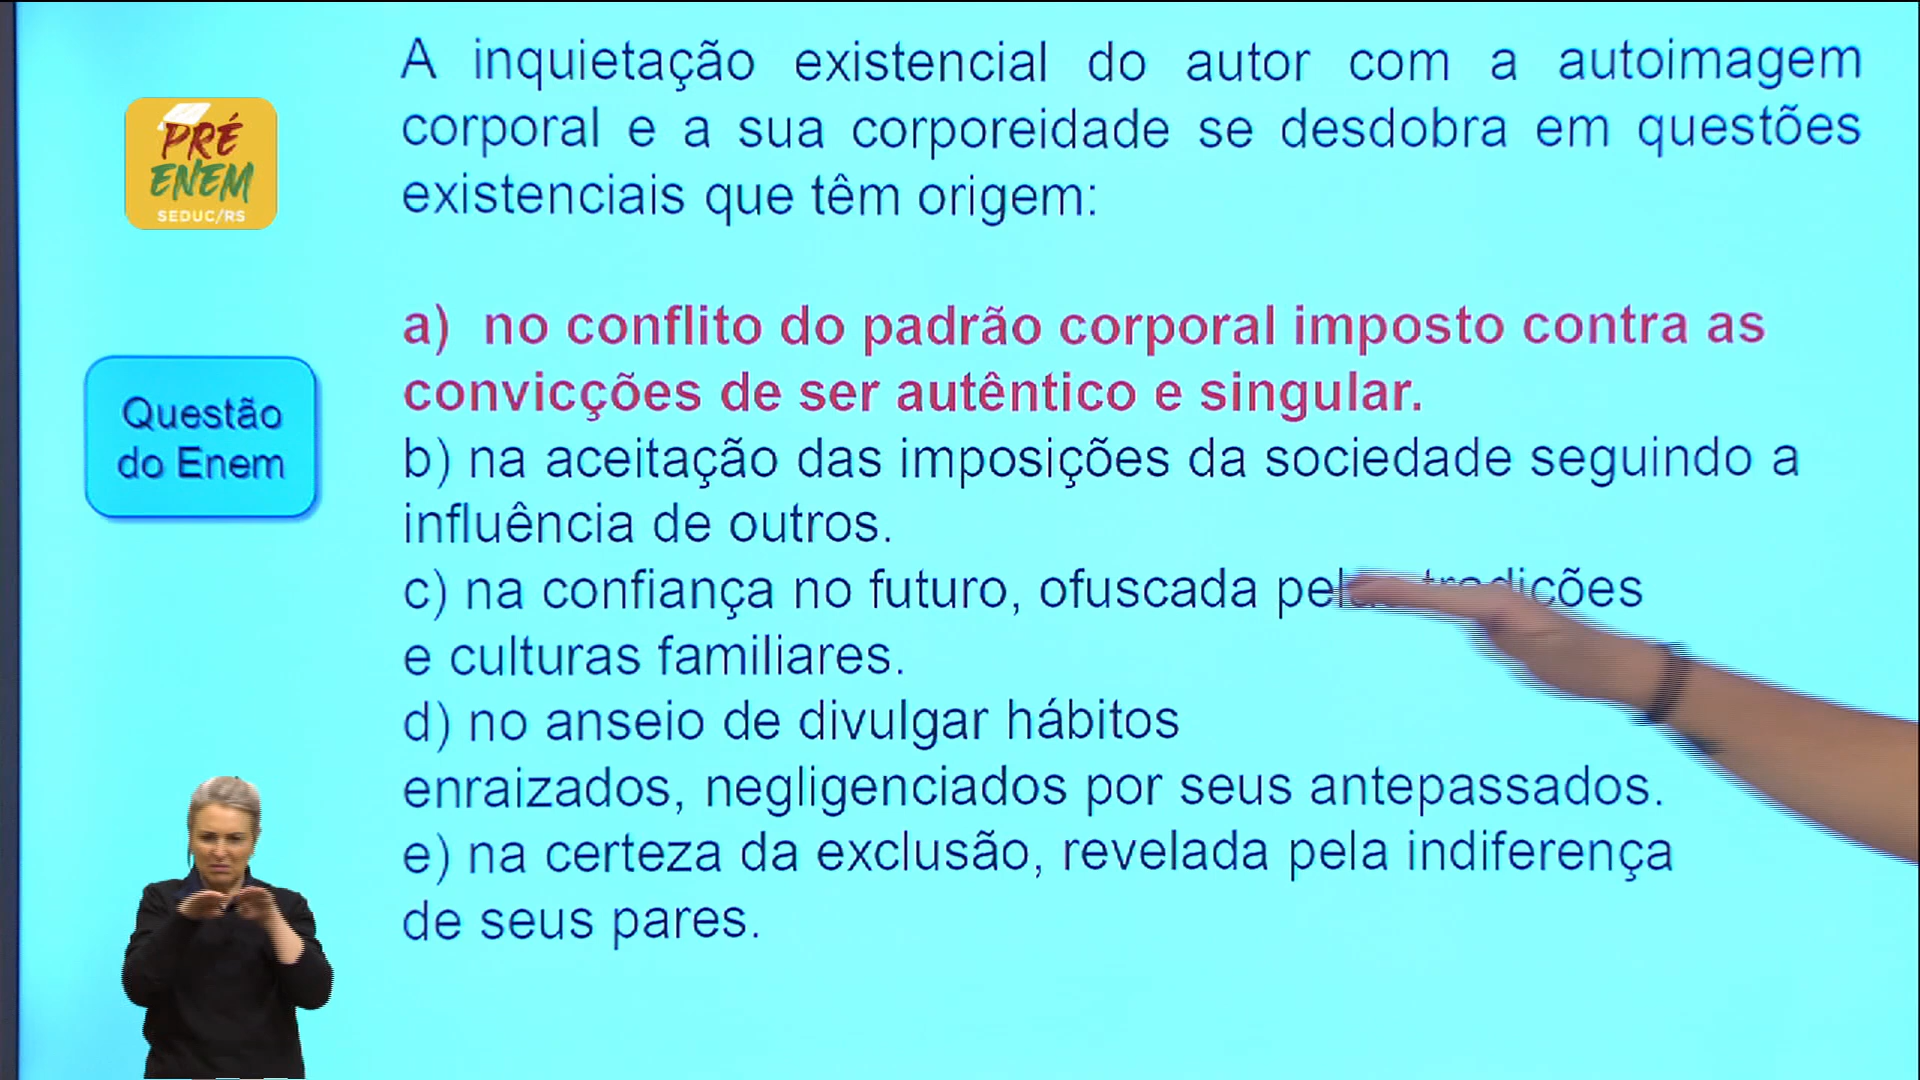 A inquietação existencial do autor com a autoimagem
corporal e a sua corporeidade se desdobra em questões
existenciais que têm origem:
PRÉ
ENEM
SEDUC/RS
a) no conflito do padrão corporal imposto contra as
convicções de ser autêntico e singular.
Questão
do Enem
b) na aceitação das imposições da sociedade seguindo a
influência de outros.
c) na confiança no futuro, ofuscada pelas tradições
e culturas familiares.
d) no anseio de divulgar hábitos
enraizados, negligenciados por seus antepassados.
e) na certeza da exclusão, revelada pela indiferença
de seus pares.